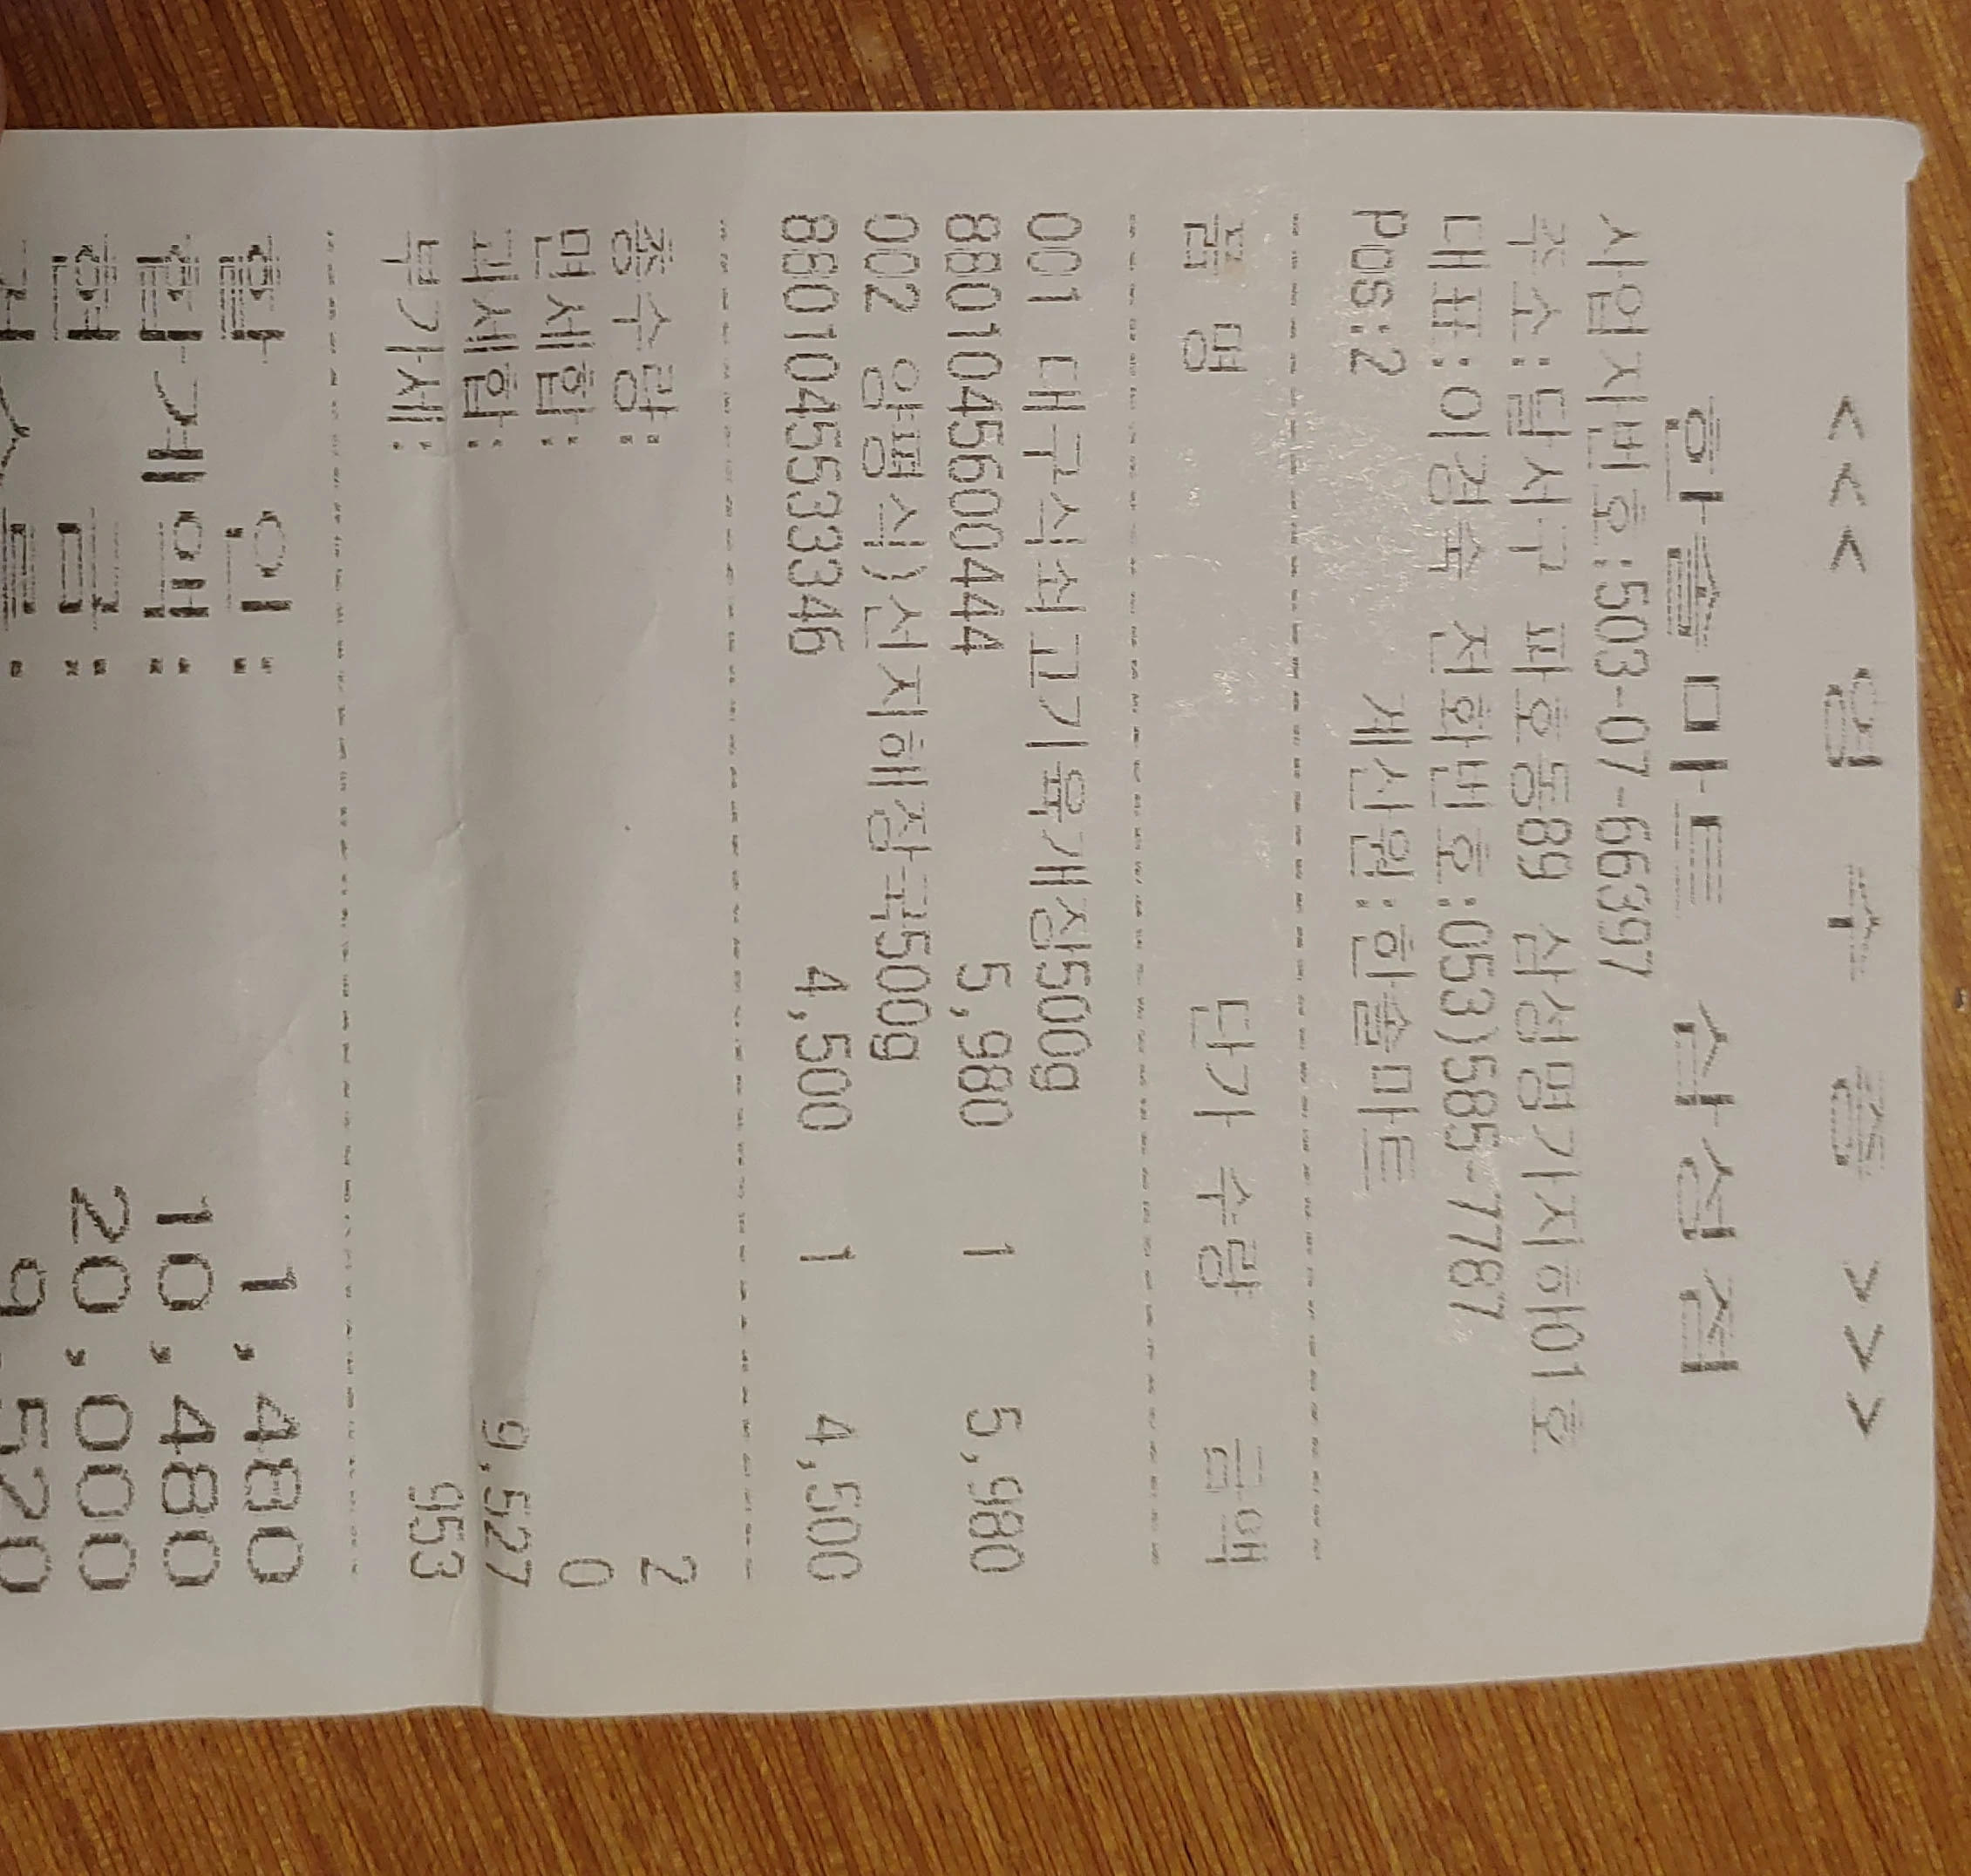 <<< 영 수 증 >>>
한솔마트 수성점
사업자번호:503-07-66397
주소:달서구 파호동89 삼성명가지하01호
대표:이경숙 전화번호:053)585-7787
Pos:2 계산원:한솔마트
품 명 단가 수량 금액
001 대구식쇠고기육개장500g
8801045600444 5,980 1 5,980
002 양평식)선지해장국500g
8801045533346 4,500 1 4,500
총수량: 2
면세합: 0
과세합: 9,527
부가세: 953
할인: 1,480
합계액: 10,480
받돈: 20,000
9,520